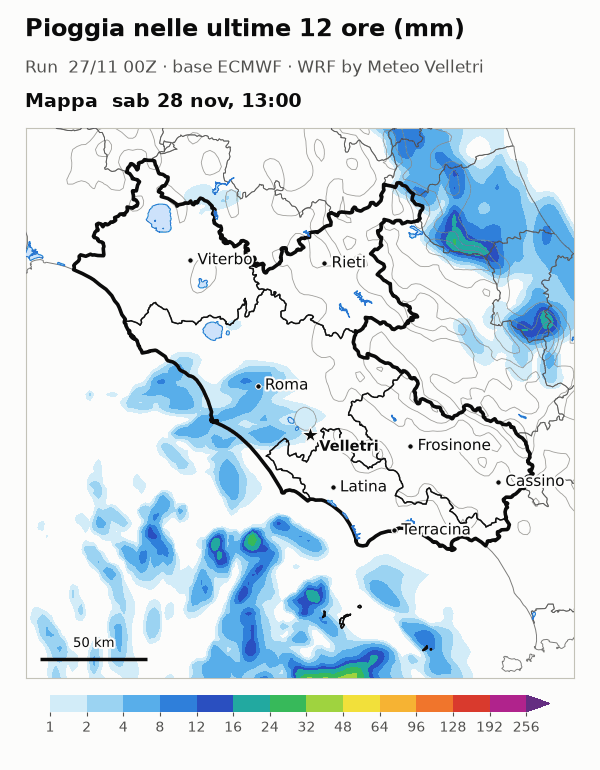 Pioggia nelle ultime 12 ore (mm)
Run  27/11 00Z · base ECMWF · WRF by Meteo Velletri
Mappa  sab 28 nov, 13:00
Viterbo
Rieti
Roma
Velletri
Frosinone
Latina
Cassino
Terracina
50 km
1 2 4 8 12 16 24 32 48 64 96 128 192 256